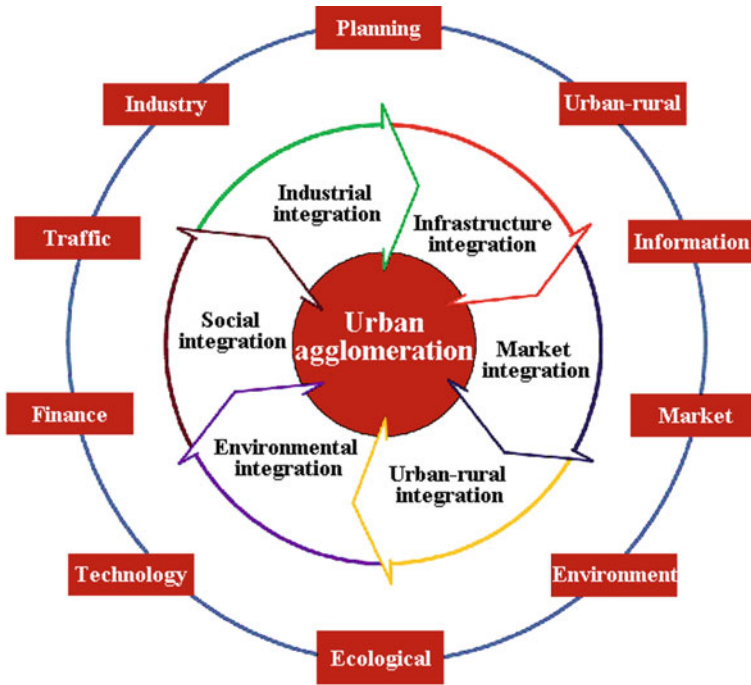 Planning
Industry
Urban-rural
Industrial
integration
Infrastructure
integration
Traffic
Information
Social
integration
Urban
agglomeration
Market
integration
Finance
Market
Environmental
integration
Urban-rural
integration
Technology
Environment
Ecological